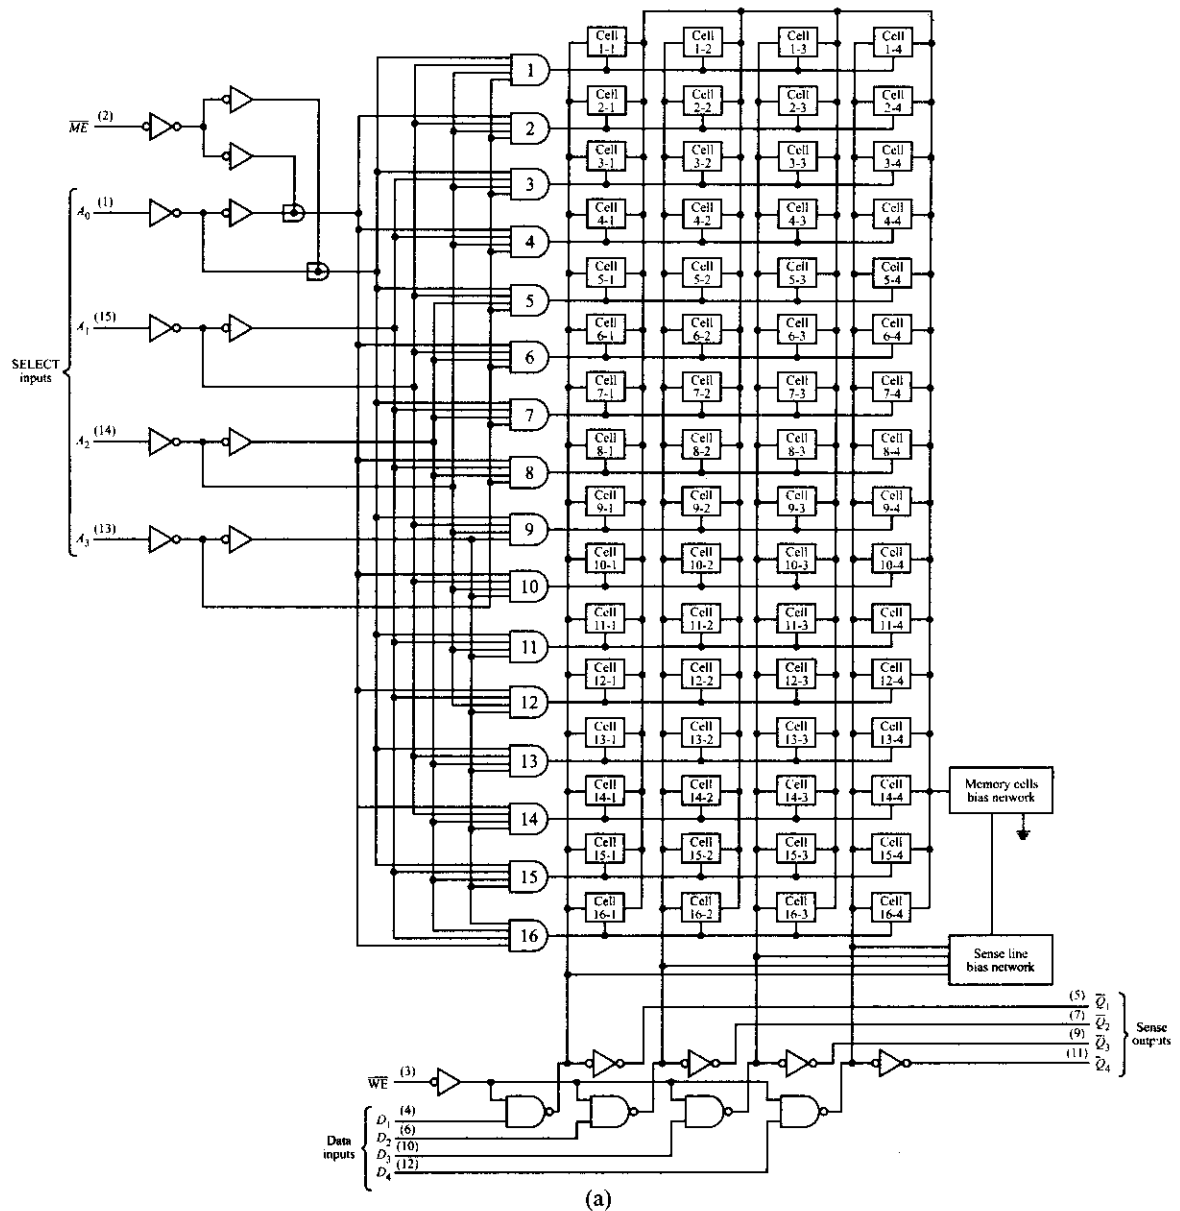 Cell 1-1 Cell 1-2 Cell 1-3 Cell 1-4
1
Cell 2-1 Cell 2-2 Cell 2-3 Cell 2-4
M̅E̅ (2)
2
Cell 3-1 Cell 3-2 Cell 3-3 Cell 3-4
3
A₀ (1)
Cell 4-1 Cell 4-2 Cell 4-3 Cell 4-4
4
Cell 5-1 Cell 5-2 Cell 5-3 Cell 5-4
5
A₁ (15)
Cell 6-1 Cell 6-2 Cell 6-3 Cell 6-4
6
SELECT
inputs
Cell 7-1 Cell 7-2 Cell 7-3 Cell 7-4
7
A₂ (14)
Cell 8-1 Cell 8-2 Cell 8-3 Cell 8-4
8
Cell 9-1 Cell 9-2 Cell 9-3 Cell 9-4
9
A₃ (13)
Cell 10-1 Cell 10-2 Cell 10-3 Cell 10-4
10
Cell 11-1 Cell 11-2 Cell 11-3 Cell 11-4
11
Cell 12-1 Cell 12-2 Cell 12-3 Cell 12-4
12
Cell 13-1 Cell 13-2 Cell 13-3 Cell 13-4
13
Cell 14-1 Cell 14-2 Cell 14-3 Cell 14-4
Memory cells
bias network
14
Cell 15-1 Cell 15-2 Cell 15-3 Cell 15-4
15
Cell 16-1 Cell 16-2 Cell 16-3 Cell 16-4
16
Sense line
bias network
(5) Q̅₁
(7) Q̅₂
(9) Q̅₃
(11) Q̅₄
Sense
outputs
W̅E̅ (3)
Data
inputs
D₁ (4)
D₂ (6)
D₃ (10)
D₄ (12)
(a)